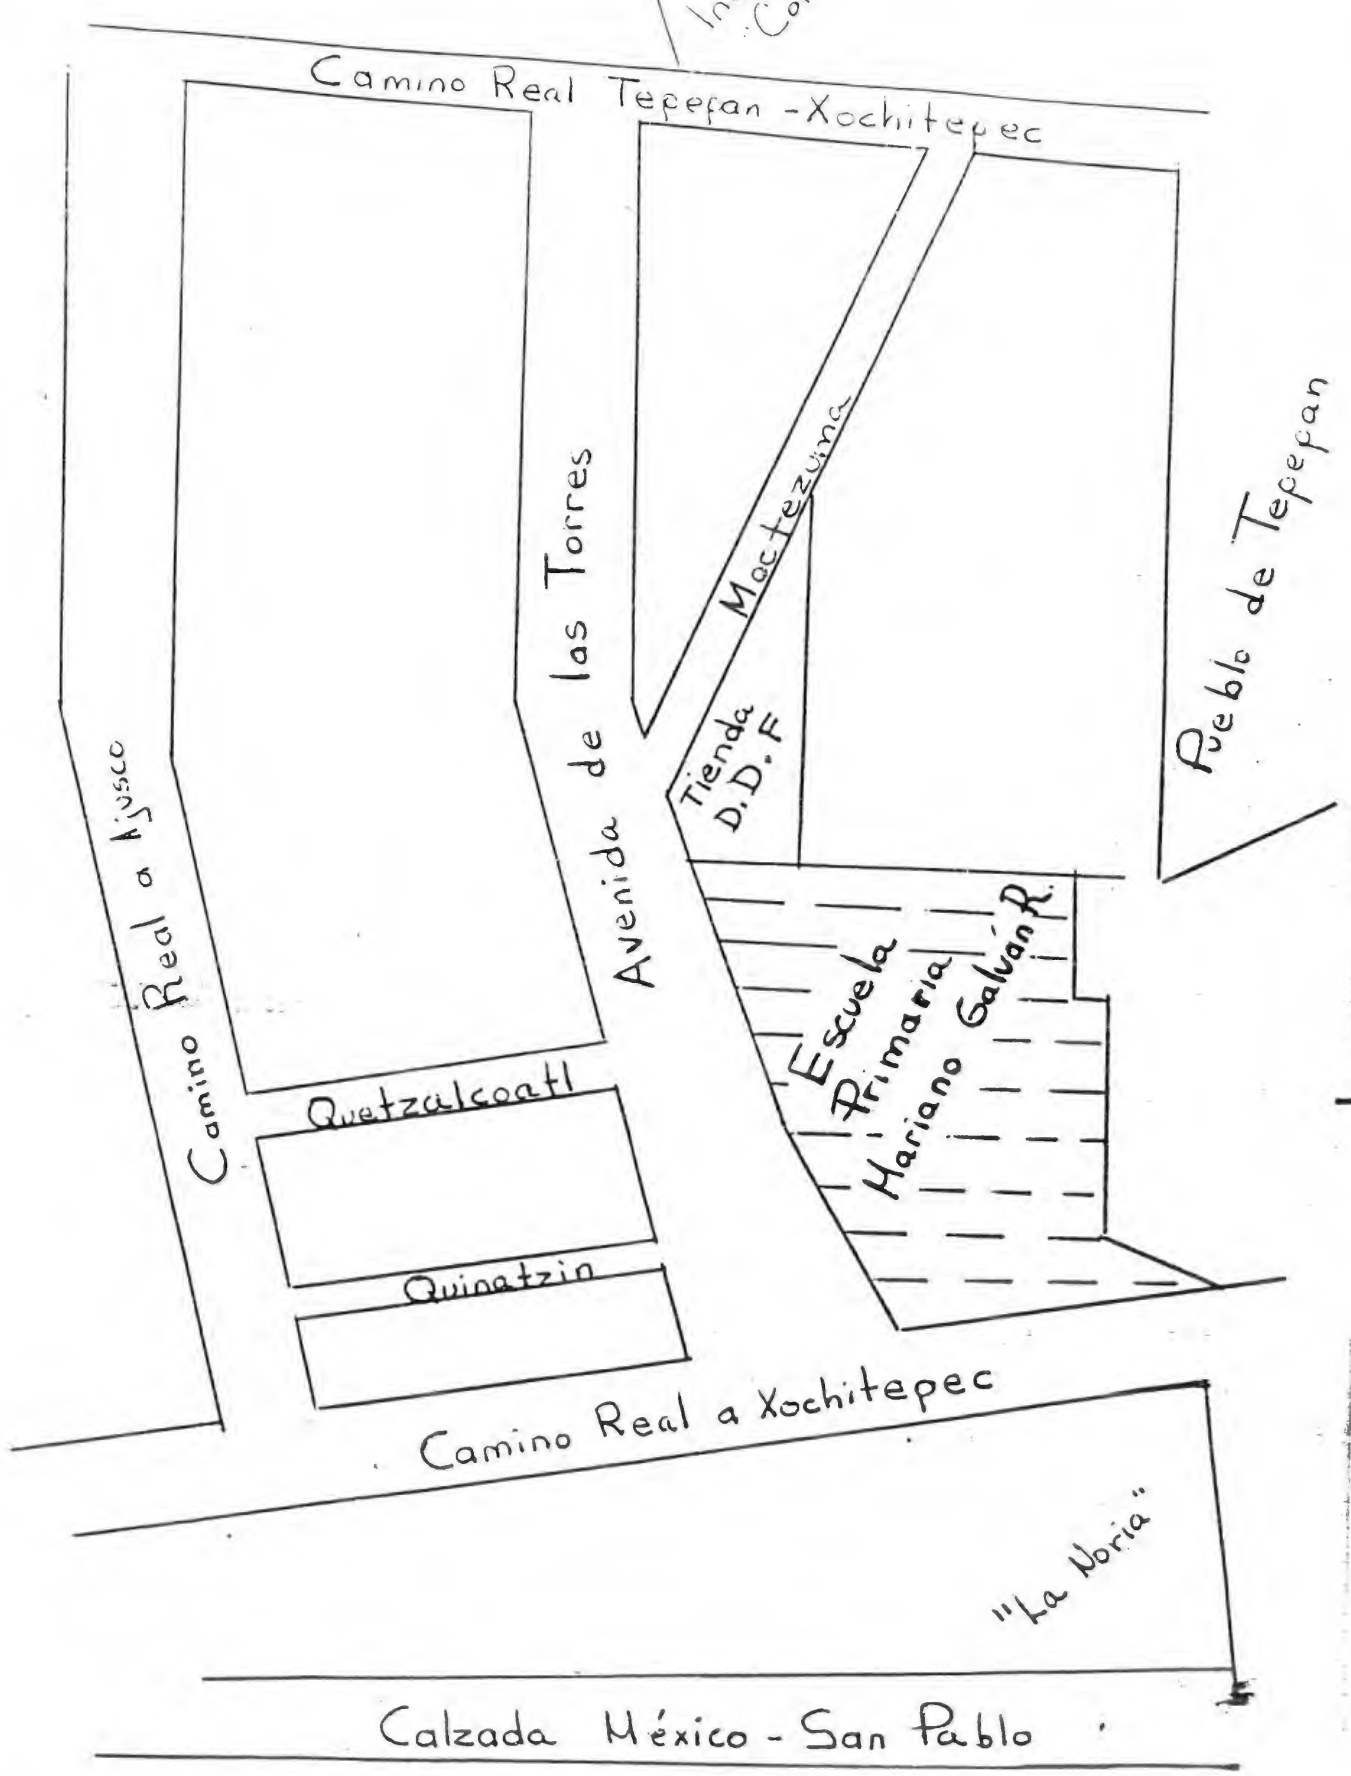 Camino Real Tepepan - Xochitepec
Moctezuma
Avenida de las Torres
Pueblo de Tepepan
Tienda
D.D.F
Camino Real a Ajusco
Escuela
Primaria
Mariano Galván R.
Quetzalcoatl
Quinatzin
Camino Real a Xochitepec
"La Noria"
Calzada México - San Pablo